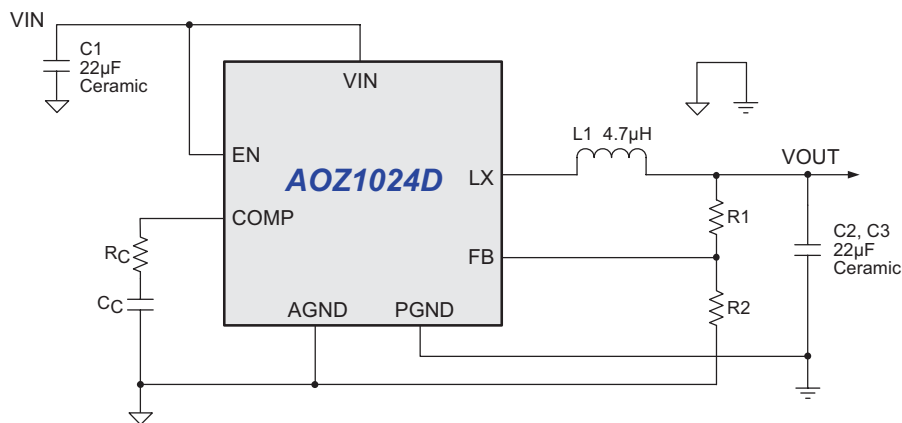 VIN
C1
22µF
Ceramic
VIN
EN
AOZ1024D
LX
L1 4.7µH
VOUT
COMP
R1
RC
FB
C2, C3
22µF
Ceramic
CC
R2
AGND
PGND